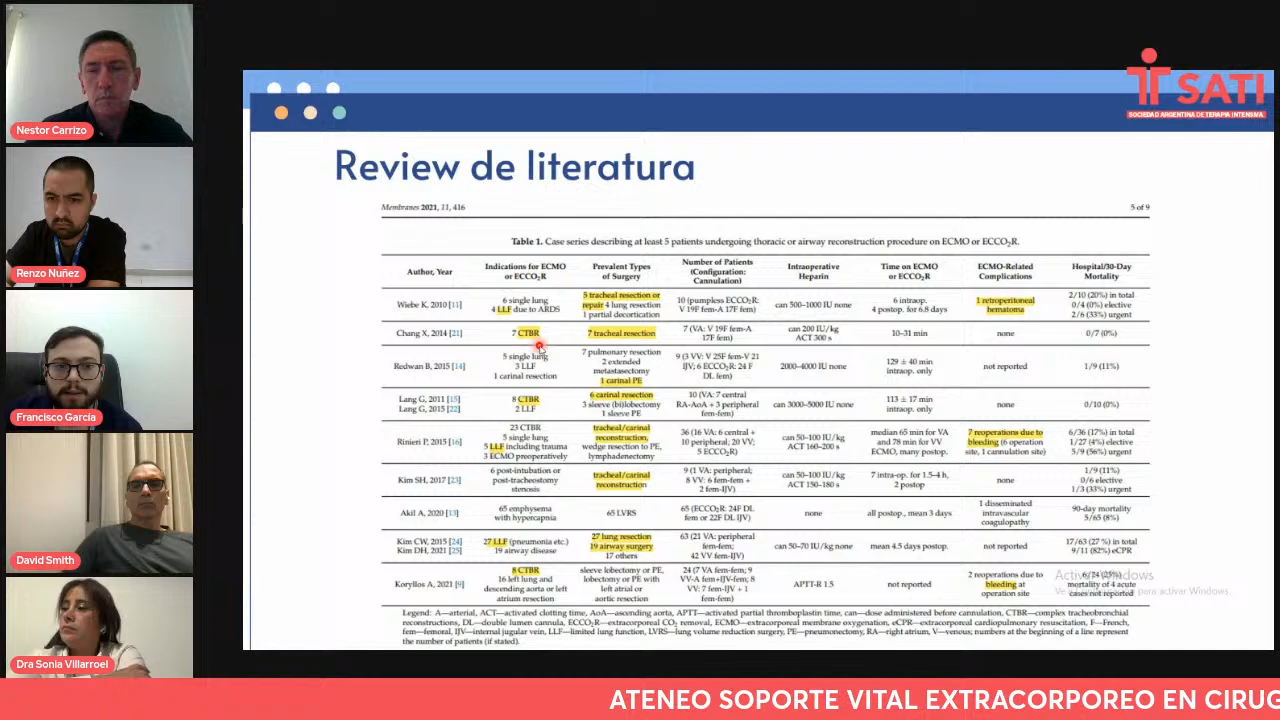 Nestor Carrizo
Renzo Nuñez
Francisco García
David Smith
Dra Sonia Villarroel
SATI
SOCIEDAD ARGENTINA DE TERAPIA INTENSIVA
Review de literatura
Membranes 2021, 11, 416
5 of 9
Table 1. Case series describing at least 5 patients undergoing thoracic or airway reconstruction procedure on ECMO or ECCO2R.
Author, Year
Indications for ECMO
or ECCO2R
Prevalent Types
of Surgery
Number of Patients
(Configuration:
Cannulation)
Intraoperative
Heparin
Time on ECMO
or ECCO2R
ECMO-Related
Complications
Hospital/30-Day
Mortality
Wiebe K, 2010 [11]
6 single lung
4 LLF due to ARDS
5 tracheal resection or
repair 4 lung resection
1 partial decortication
10 (pumpless ECCO2R:
V 19F fem-A 17F fem)
can 500–1000 IU none
6 intraop.
4 postop. for 6.8 days
1 retroperitoneal
hematoma
2/10 (20%) in total
0/4 (0%) elective
2/6 (33%) urgent
Chang X, 2014 [21]
7 CTBR
7 tracheal resection
7 (VA: V 19F fem-A
17F fem)
can 200 IU/kg
ACT 300 s
10–31 min
none
0/7 (0%)
Redwan B, 2015 [14]
5 single lung
3 LLF
1 carinal resection
7 pulmonary resection
2 extended
metastasectomy
1 carinal PE
9 (3 VV: V 25F fem-V 21
IJV; 6 ECCO2R: 24 F
DL fem)
2000–4000 IU none
129 ± 40 min
intraop. only
not reported
1/9 (11%)
Lang G, 2011 [15]
Lang G, 2015 [22]
8 CTBR
2 LLF
6 carinal resection
3 sleeve (bi)lobectomy
1 sleeve PE
10 (VA: 7 central
RA-AoA + 3 peripheral
fem-fem)
can 3000–5000 IU none
113 ± 17 min
intraop. only
none
0/10 (0%)
Rinieri P, 2015 [16]
23 CTBR
5 single lung
5 LLF including trauma
3 ECMO preoperatively
tracheal/carinal
reconstruction,
wedge resection to PE,
lymphadenectomy
36 (16 VA: 6 central +
10 peripheral; 20 VV;
5 ECCO2R)
can 50–100 IU/kg
ACT 160–200 s
median 65 min for VA
and 78 min for VV
ECMO, many postop.
7 reoperations due to
bleeding (6 operation
site, 1 cannulation site)
6/36 (17%) in total
1/27 (4%) elective
5/9 (56%) urgent
Kim SH, 2017 [23]
6 post-intubation or
post-tracheostomy
stenosis
tracheal/carinal
reconstruction
9 (1 VA: peripheral;
8 VV: 6 fem-fem +
2 fem-IJV)
can 50–100 IU/kg
ACT 150–180 s
7 intra-op. for 1.5–4 h,
2 postop
none
1/9 (11%)
0/6 elective
1/3 (33%) urgent
Akil A, 2020 [13]
65 emphysema
with hypercapnia
65 LVRS
65 (ECCO2R: 24F DL
fem or 22F DL IJV)
none
all postop., mean 3 days
1 disseminated
intravascular
coagulopathy
90-day mortality
5/65 (8%)
Kim CW, 2015 [24]
Kim DH, 2021 [25]
27 LLF (pneumonia etc.)
19 airway disease
27 lung resection
19 airway surgery
17 others
63 (21 VA: peripheral
fem-fem;
42 VV fem-IJV)
can 50–70 IU/kg none
mean 4.5 days postop.
not reported
17/63 (27 %) in total
9/11 (82%) eCPR
Koryllos A, 2021 [9]
8 CTBR
16 left lung and
descending aorta or left
atrium resection
sleeve lobectomy or PE,
lobectomy or PE with
left atrial or
aortic resection
24 (7 VA fem-fem; 9
VV-A fem+IJV-fem; 8
VV: 7 fem-IJV + 1
fem-fem)
APTT-R 1.5
not reported
2 reoperations due to
bleeding at
operation site
6/24 (25%)
mortality of 4 acute
cases not reported
Activar Windows
Legend: A—arterial, ACT—activated clotting time, AoA—ascending aorta, APTT—activated partial thromboplastin time, can—dose administered before cannulation, CTBR—complex tracheobronchial
reconstructions, DL—double lumen cannula, ECCO2R—extracorporeal CO2 removal, ECMO—extracorporeal membrane oxygenation, eCPR—extracorporeal cardiopulmonary resuscitation, F—French,
fem—femoral, IJV—internal jugular vein, LLF—limited lung function, LVRS—lung volume reduction surgery, PE—pneumonectomy, RA—right atrium, V—venous; numbers at the beginning of a line represent
the number of patients (if stated).
ATENEO SOPORTE VITAL EXTRACORPOREO EN CIRUG